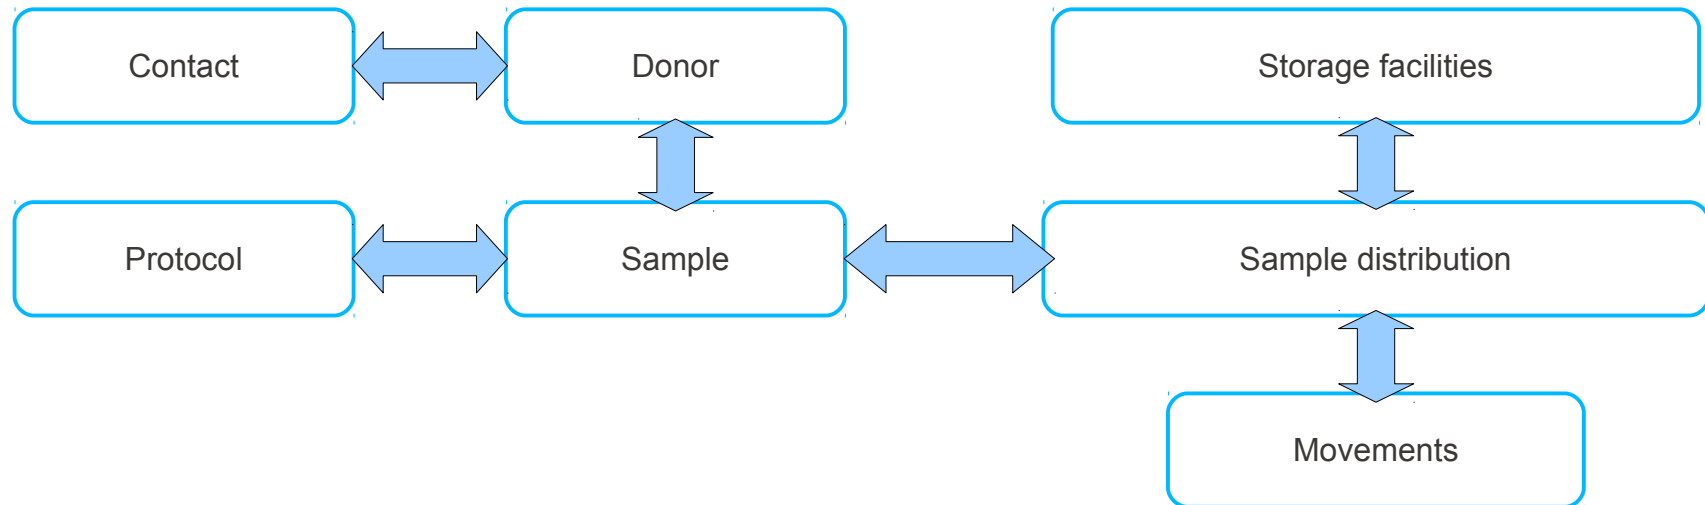 Contact
Donor
Storage facilities
Protocol
Sample
Sample distribution
Movements